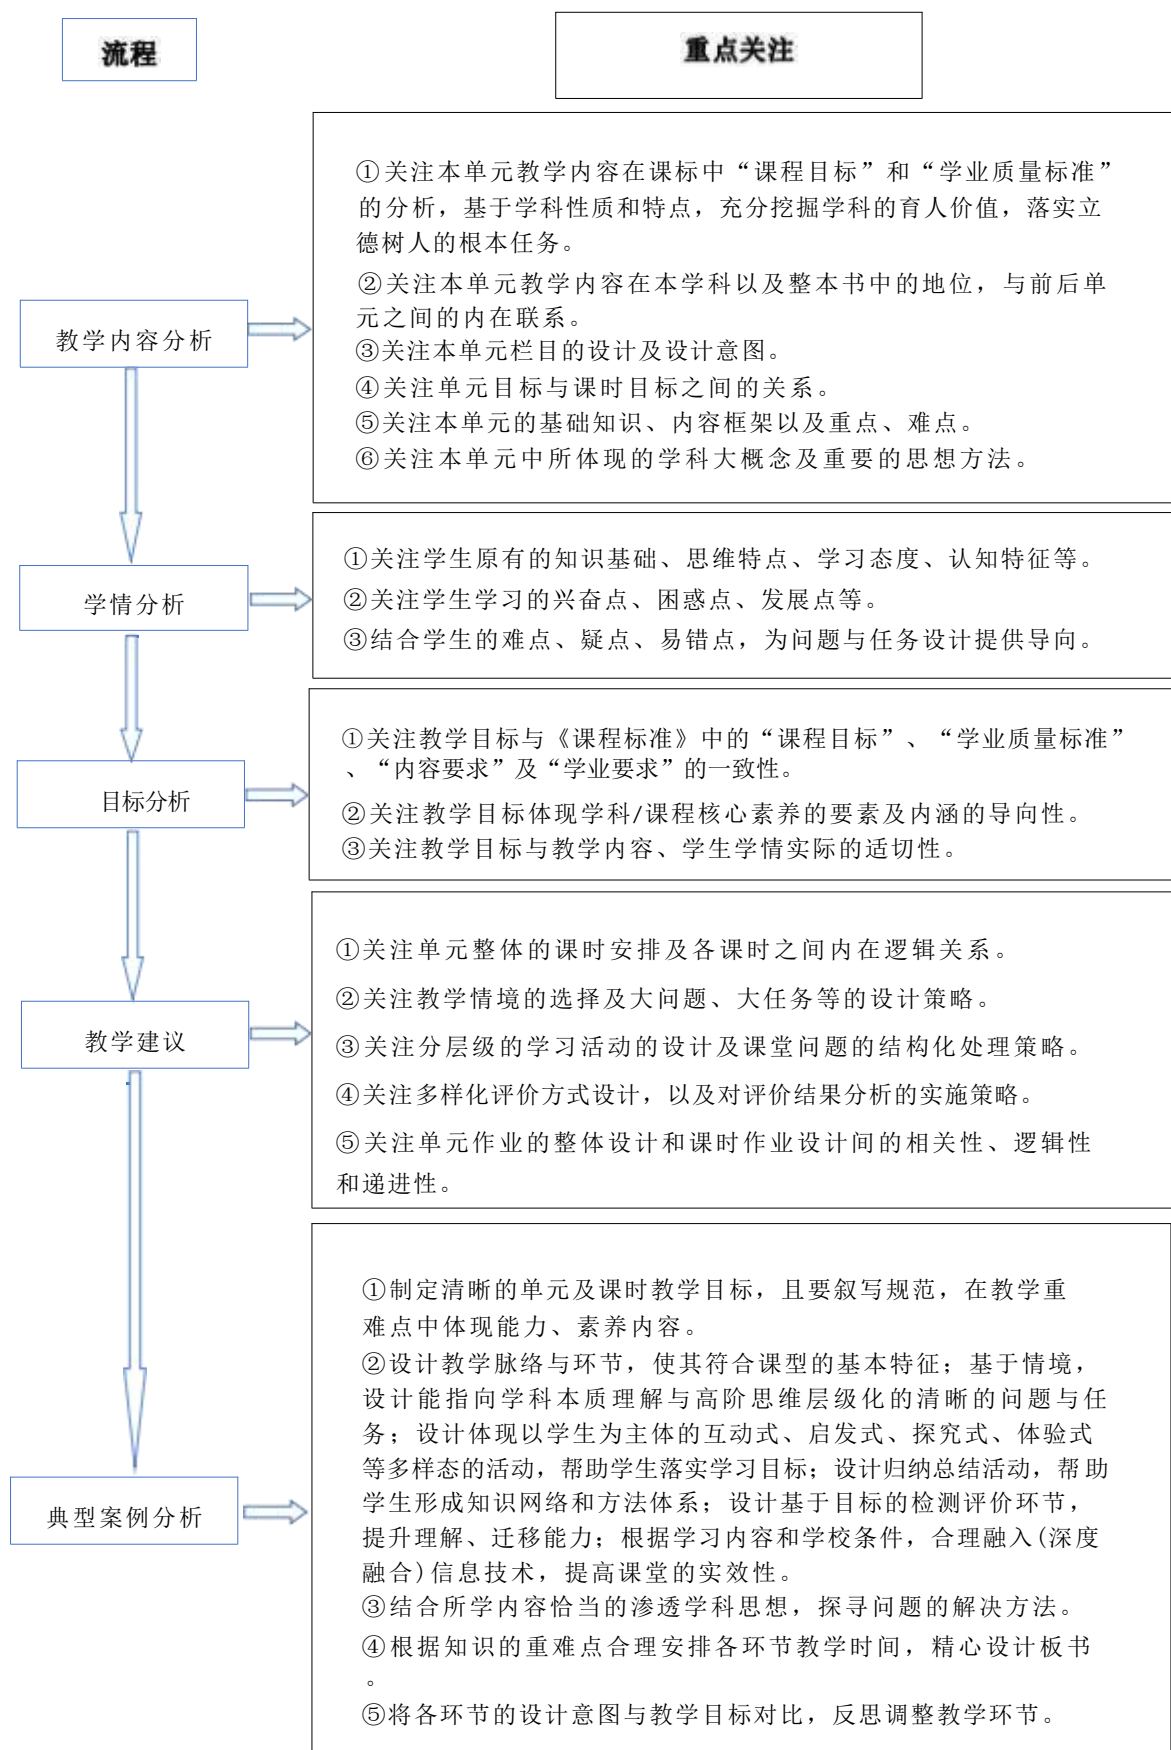 流程
重点关注
①关注本单元教学内容在课标中“课程目标”和“学业质量标准”
的分析，基于学科性质和特点，充分挖掘学科的育人价值，落实立
德树人的根本任务。
②关注本单元教学内容在本学科以及整本书中的地位，与前后单
元之间的内在联系。
③关注本单元栏目的设计及设计意图。
④关注单元目标与课时目标之间的关系。
⑤关注本单元的基础知识、内容框架以及重点、难点。
⑥关注本单元中所体现的学科大概念及重要的思想方法。
教学内容分析
①关注学生原有的知识基础、思维特点、学习态度、认知特征等。
②关注学生学习的兴奋点、困惑点、发展点等。
③结合学生的难点、疑点、易错点，为问题与任务设计提供导向。
学情分析
①关注教学目标与《课程标准》中的“课程目标”、“学业质量标准”
、“内容要求”及“学业要求”的一致性。
②关注教学目标体现学科/课程核心素养的要素及内涵的导向性。
③关注教学目标与教学内容、学生学情实际的适切性。
目标分析
①关注单元整体的课时安排及各课时之间内在逻辑关系。
②关注教学情境的选择及大问题、大任务等的设计策略。
③关注分层级的学习活动的设计及课堂问题的结构化处理策略。
④关注多样化评价方式设计，以及对评价结果分析的实施策略。
⑤关注单元作业的整体设计和课时作业设计间的相关性、逻辑性
和递进性。
教学建议
①制定清晰的单元及课时教学目标，且要叙写规范，在教学重
难点中体现能力、素养内容。
②设计教学脉络与环节，使其符合课型的基本特征；基于情境，
设计能指向学科本质理解与高阶思维层级化的清晰的问题与任
务；设计体现以学生为主体的互动式、启发式、探究式、体验式
等多样态的活动，帮助学生落实学习目标；设计归纳总结活动，帮助
学生形成知识网络和方法体系；设计基于目标的检测评价环节，
提升理解、迁移能力；根据学习内容和学校条件，合理融入(深度
融合)信息技术，提高课堂的实效性。
③结合所学内容恰当的渗透学科思想，探寻问题的解决方法。
④根据知识的重难点合理安排各环节教学时间，精心设计板书
。
⑤将各环节的设计意图与教学目标对比，反思调整教学环节。
典型案例分析